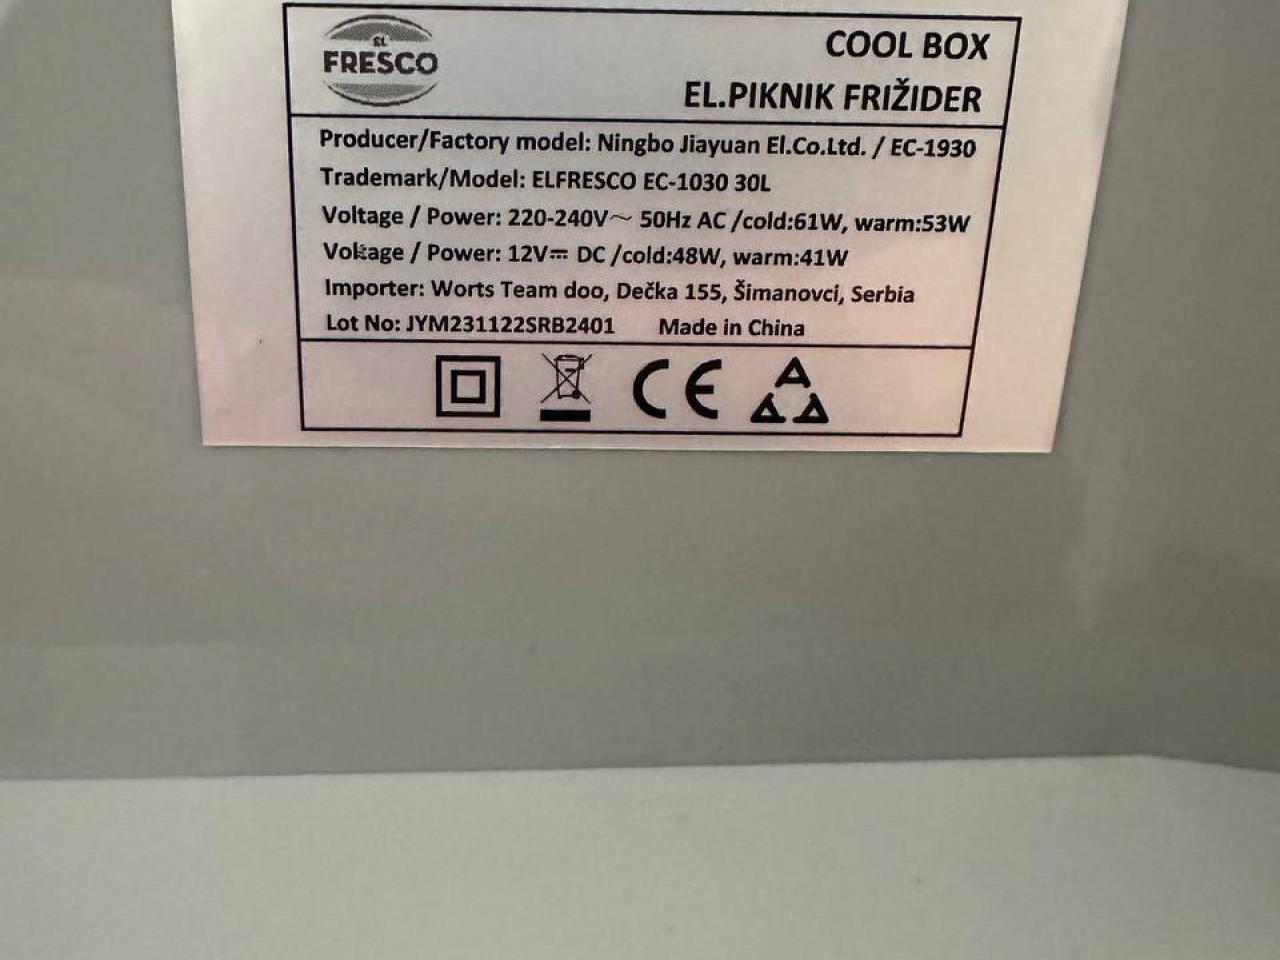 EL
FRESCO
COOL BOX
EL.PIKNIK FRIŽIDER
Producer/Factory model: Ningbo Jiayuan El.Co.Ltd. / EC-1930
Trademark/Model: ELFRESCO EC-1030 30L
Voltage / Power: 220-240V～ 50Hz AC /cold:61W, warm:53W
Voltage / Power: 12V⎓ DC /cold:48W, warm:41W
Importer: Worts Team doo, Dečka 155, Šimanovci, Serbia
Lot No: JYM231122SRB2401 Made in China
CE
A
A A